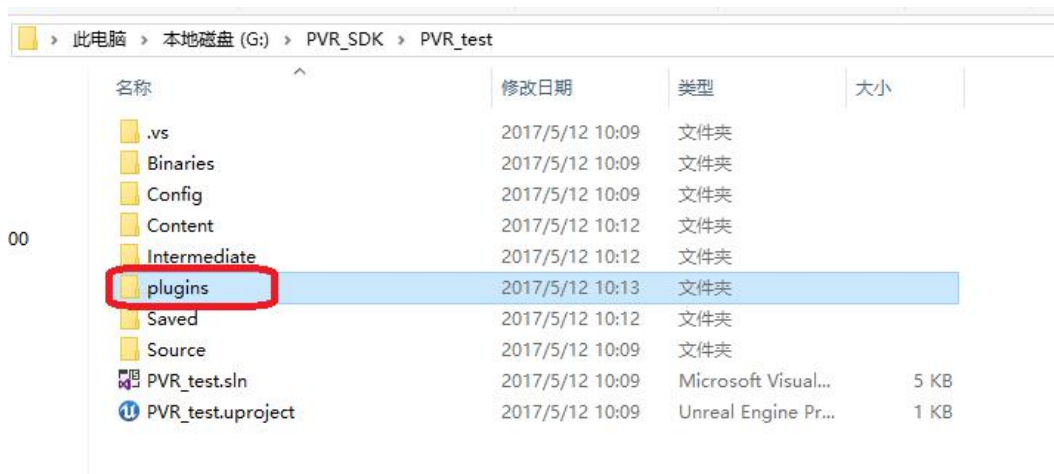 此电脑 › 本地磁盘 (G:) › PVR_SDK › PVR_test
名称 修改日期 类型 大小
.vs 2017/5/12 10:09 文件夹
Binaries 2017/5/12 10:09 文件夹
Config 2017/5/12 10:09 文件夹
Content 2017/5/12 10:12 文件夹
00
Intermediate 2017/5/12 10:12 文件夹
plugins 2017/5/12 10:13 文件夹
Saved 2017/5/12 10:12 文件夹
Source 2017/5/12 10:09 文件夹
PVR_test.sln 2017/5/12 10:09 Microsoft Visual... 5 KB
PVR_test.uproject 2017/5/12 10:09 Unreal Engine Pr... 1 KB